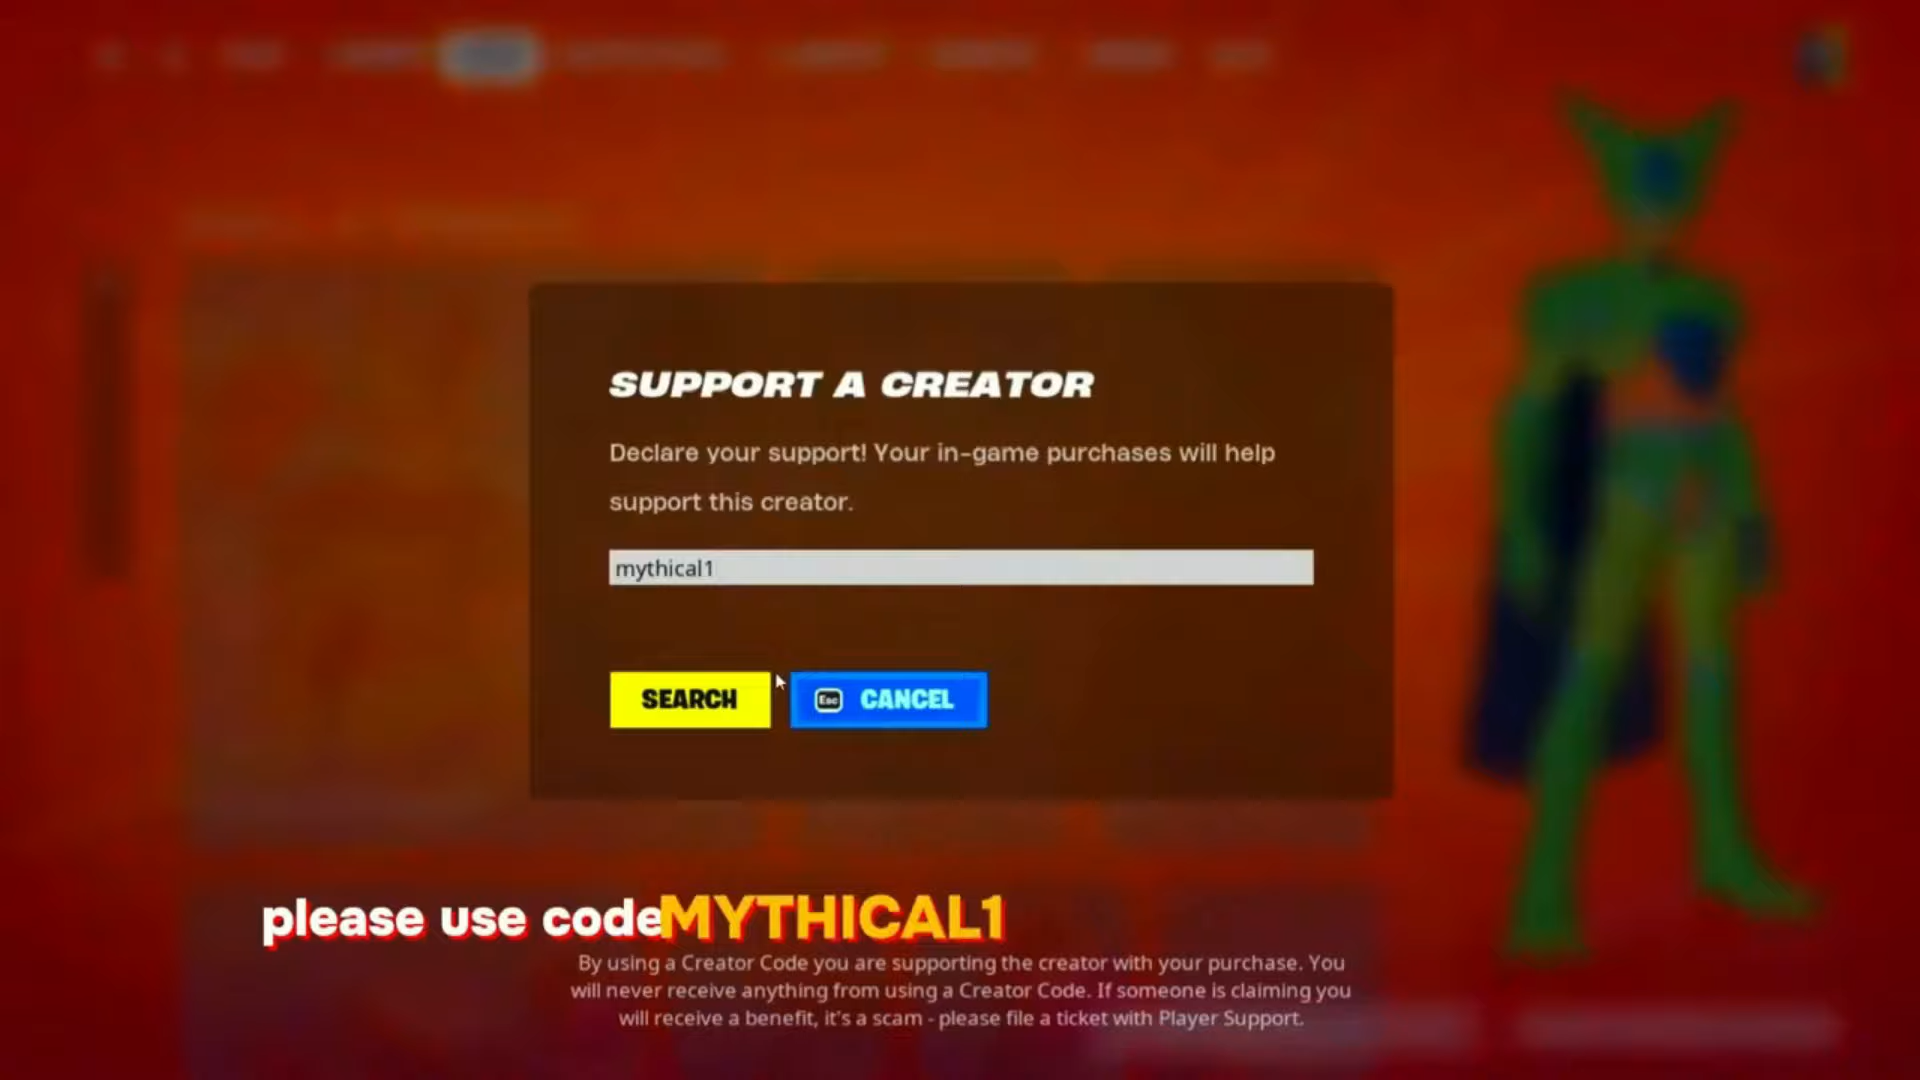 SUPPORT A CREATOR
Declare your support! Your in-game purchases will help
support this creator.
mythical1
SEARCH
Esc CANCEL
please use code MYTHICAL1
By using a Creator Code you are supporting the creator with your purchase. You
will never receive anything from using a Creator Code. If someone is claiming you
will receive a benefit, it's a scam - please file a ticket with Player Support.